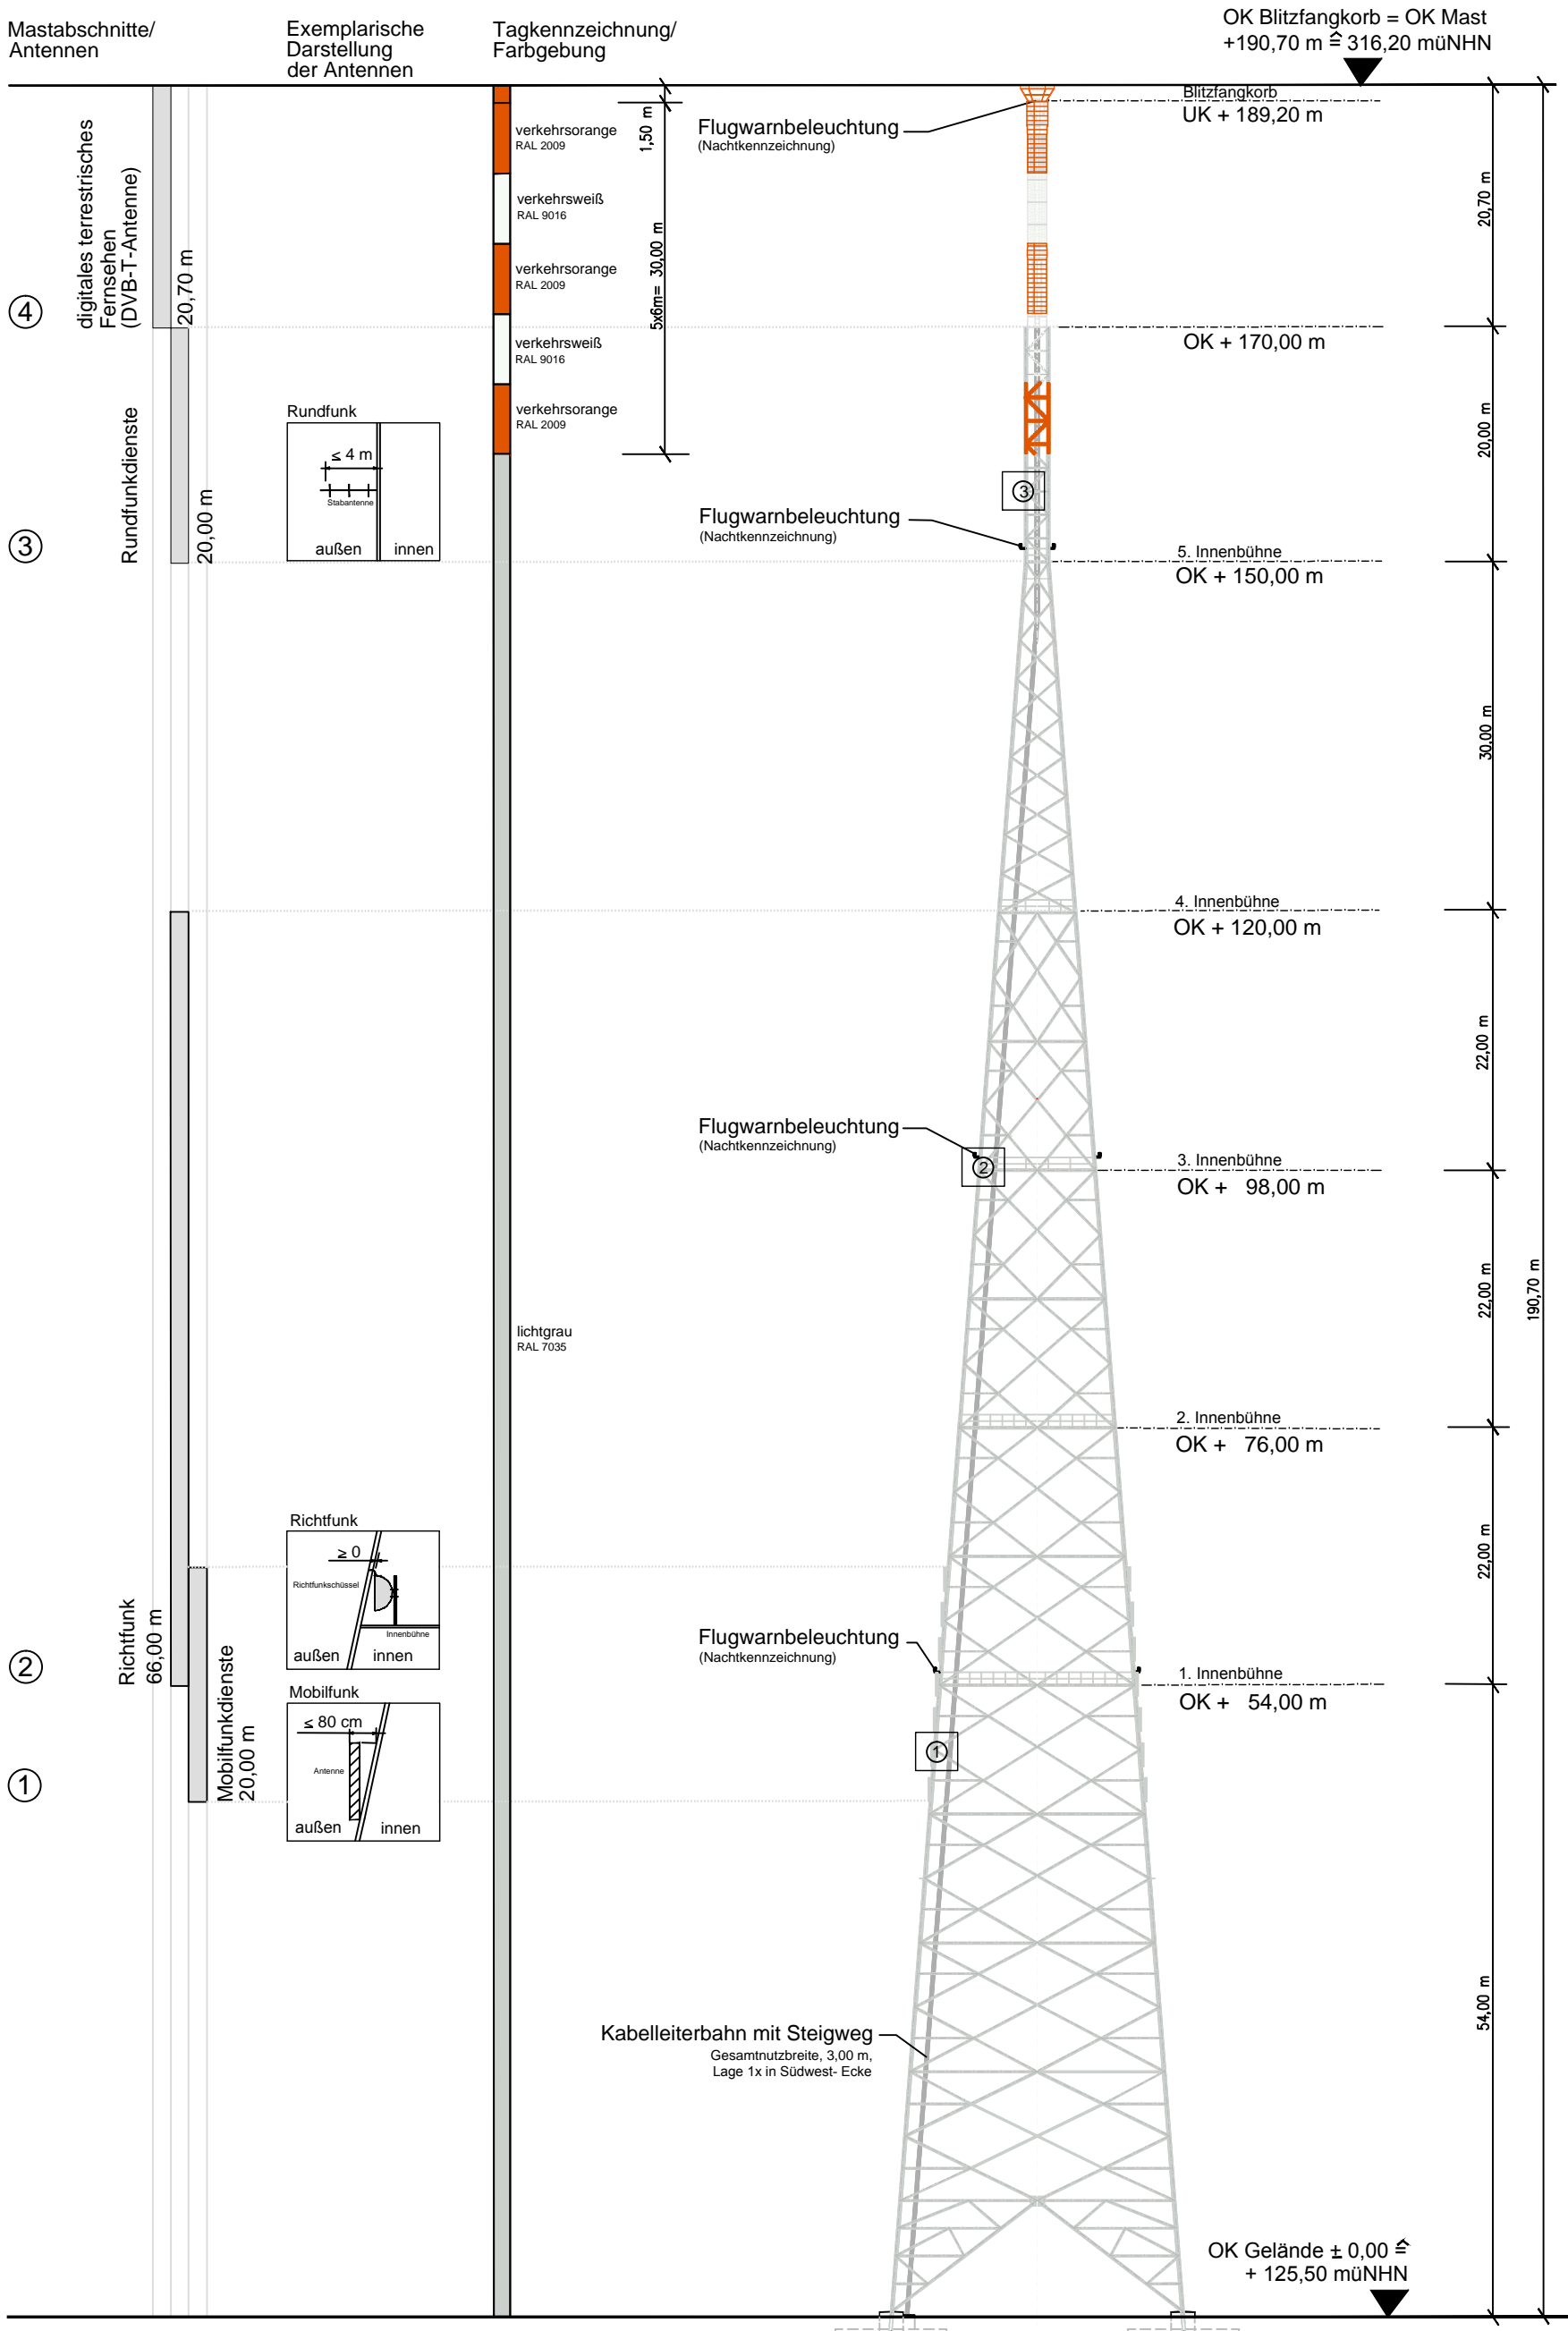 Mastabschnitte/
Antennen
Exemplarische
Darstellung
der Antennen
Tagkennzeichnung/
Farbgebung
OK Blitzfangkorb = OK Mast
+190,70 m ≙ 316,20 müNHN
digitales terrestrisches
Fernsehen
(DVB-T-Antenne)
20,70 m
4
verkehrsorange
RAL 2009
verkehrsweiß
RAL 9016
verkehrsorange
RAL 2009
verkehrsweiß
RAL 9016
verkehrsorange
RAL 2009
1,50 m
5x6m= 30,00 m
Flugwarnbeleuchtung
(Nachtkennzeichnung)
Blitzfangkorb
UK + 189,20 m
20,70 m
OK + 170,00 m
Rundfunkdienste
20,00 m
3
Rundfunk
≤ 4 m
Stabantenne
außen
innen
3
Flugwarnbeleuchtung
(Nachtkennzeichnung)
20,00 m
5. Innenbühne
OK + 150,00 m
30,00 m
4. Innenbühne
OK + 120,00 m
22,00 m
Flugwarnbeleuchtung
(Nachtkennzeichnung)
2
3. Innenbühne
OK + 98,00 m
22,00 m
190,70 m
lichtgrau
RAL 7035
2. Innenbühne
OK + 76,00 m
22,00 m
Richtfunk
66,00 m
2
Richtfunk
≥ 0
Richtfunkschüssel
Innenbühne
außen
innen
Flugwarnbeleuchtung
(Nachtkennzeichnung)
1. Innenbühne
OK + 54,00 m
Mobilfunkdienste
20,00 m
1
Mobilfunk
≤ 80 cm
Antenne
außen
innen
1
54,00 m
Kabelleiterbahn mit Steigweg
Gesamtnutzbreite, 3,00 m,
Lage 1x in Südwest- Ecke
OK Gelände ± 0,00 ≙
+ 125,50 müNHN